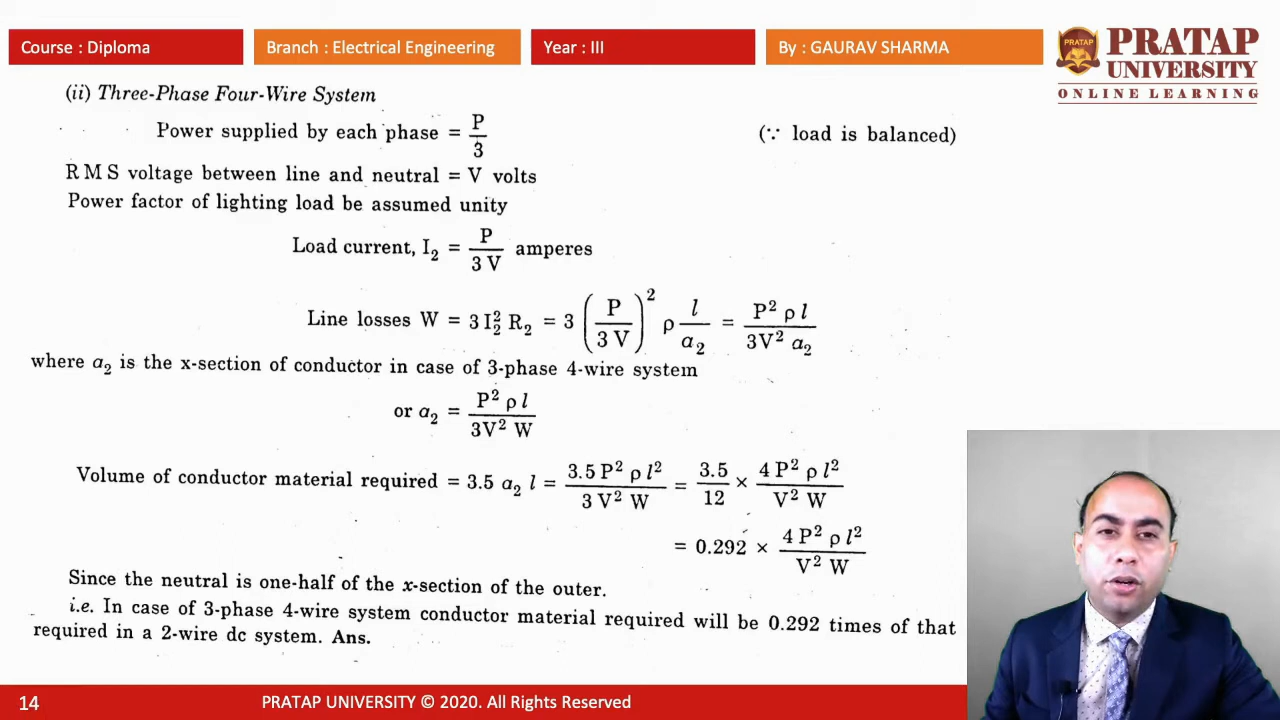 Course : Diploma
Branch : Electrical Engineering
Year : III
By : GAURAV SHARMA
PRATAP
PRATAP
UNIVERSITY
ONLINE LEARNING
(ii) Three-Phase Four-Wire System
Power supplied by each phase = P/3 (∵ load is balanced)
R M S voltage between line and neutral = V volts
Power factor of lighting load be assumed unity
Load current, I₂ = P/3 V amperes
Line losses W = 3 I₂² R₂ = 3 (P/3 V)² ρ l/a₂ = P² ρ l/3V² a₂
where a₂ is the x-section of conductor in case of 3-phase 4-wire system
or a₂ = P² ρ l/3V² W
Volume of conductor material required = 3.5 a₂ l = 3.5 P² ρ l²/3 V² W = 3.5/12 × 4 P² ρ l²/V² W
= 0.292 × 4 P² ρ l²/V² W
Since the neutral is one-half of the x-section of the outer.
i.e. In case of 3-phase 4-wire system conductor material required will be 0.292 times of that
required in a 2-wire dc system. Ans.
14
PRATAP UNIVERSITY © 2020. All Rights Reserved